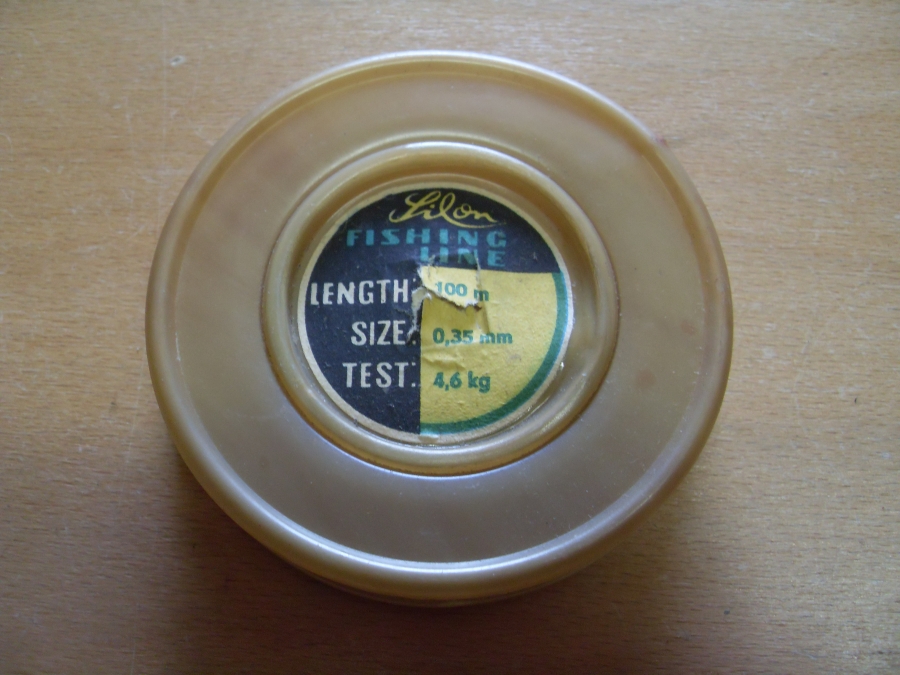 Silon
FISHING
LINE
LENGTH: 100 m
SIZE: 0,35 mm
TEST: 4,6 kg